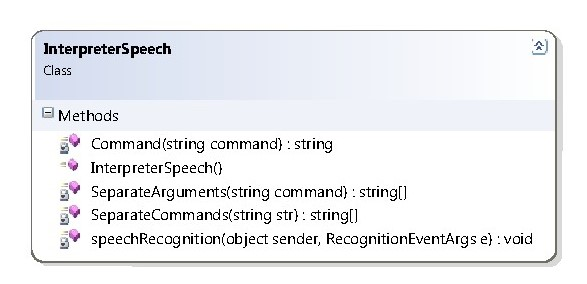 InterpreterSpeech
Class
Methods
Command(string command) : string
InterpreterSpeech()
SeparateArguments(string command) : string[]
SeparateCommands(string str) : string[]
speechRecognition(object sender, RecognitionEventArgs e) : void